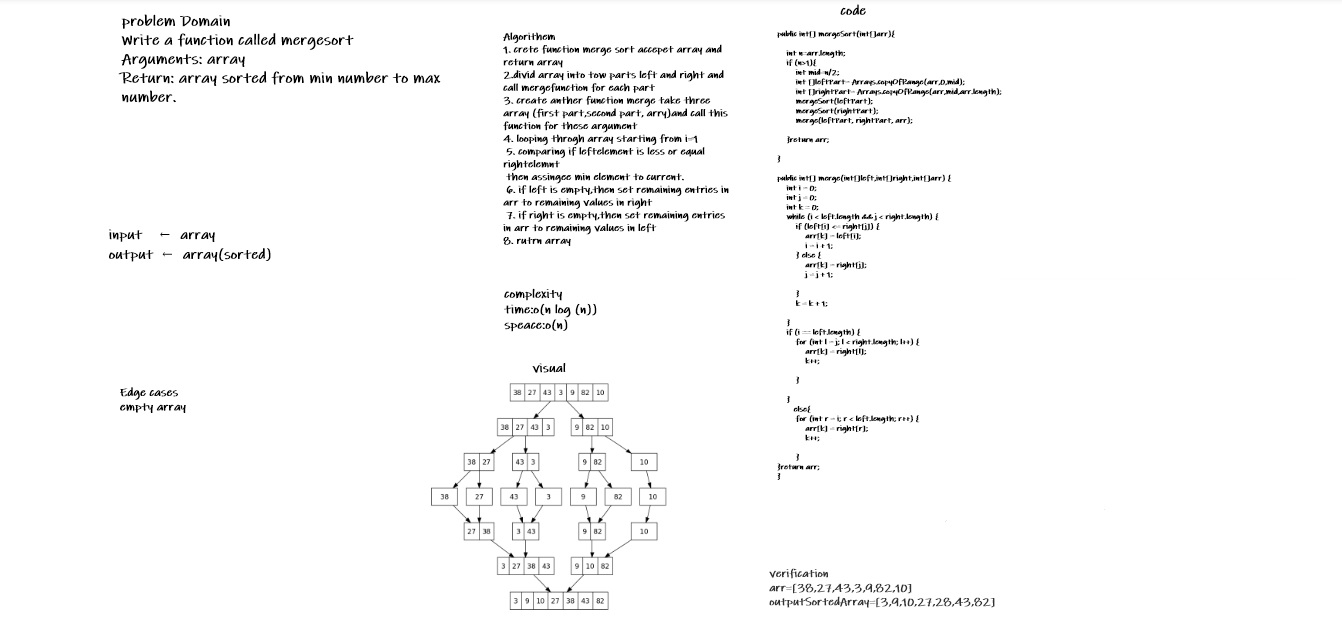 problem Domain
Write a function called mergesort
Arguments: array
Return: array sorted from min number to max
number.
input ← array
output ← array(sorted)
Edge cases
empty array
Algorithem
1. crete function merge sort accepet array and
return array
2.divid array into tow parts left and right and
call mergefunction for each part
3. create anther function merge take three
array (first part,second part, arry)and call this
function for these argument
4. looping throgh array starting from i=1
5. comparing if leftelement is less or equal
rightelemnt
then assingee min element to current.
6. if left is empty,then set remaining entries in
arr to remaining values in right
7. if right is empty,then set remaining entries
in arr to remaining values in left
8. rutrn array
complexity
time:o(n log (n))
speace:o(n)
visual
38 27 43 3 9 82 10
38 27 43 3 9 82 10
38 27 43 3 9 82 10
38 27 43 3 9 82 10
27 38 3 43 9 82 10
3 27 38 43 9 10 82
3 9 10 27 38 43 82
code
public int[] mergeSort(int[]arr){
int n=arr.length;
if (n>1){
int mid=n/2;
int []leftPart= Arrays.copyOfRange(arr,0,mid);
int []rightPart= Arrays.copyOfRange(arr,mid,arr.length);
mergeSort(leftPart);
mergeSort(rightPart);
merge(leftPart, rightPart, arr);
}return arr;
}
public int[] merge(int[]left,int[]right,int[]arr) {
int i = 0;
int j = 0;
int k = 0;
while (i < left.length && j < right.length) {
if (left[i] <= right[j]) {
arr[k] = left[i];
i = i + 1;
} else {
arr[k] = right[j];
j = j + 1;
}
k = k + 1;
}
if (i == left.length) {
for (int l = j; l < right.length; l++) {
arr[k] = right[l];
k++;
}
}
else{
for (int r = i; r < left.length; r++) {
arr[k] = right[r];
k++;
}
}return arr;
}
verification
arr=[38,27,43,3,9,82,10]
outputSortedArray=[3,9,10,27,28,43,82]